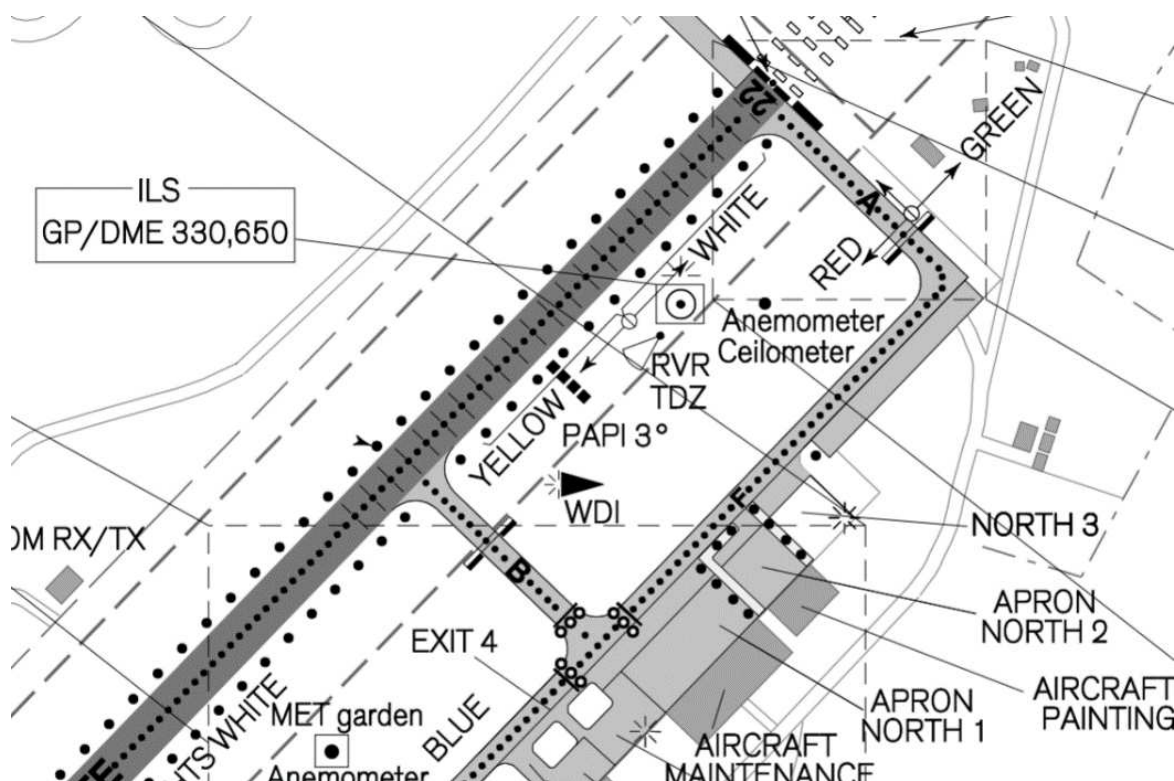 22
GREEN
A
ILS
GP/DME 330,650
WHITE
RED
Anemometer
Ceilometer
RVR
TDZ
YELLOW
PAPI 3°
WDI
F
NORTH 3
OM RX/TX
B
APRON
NORTH 2
EXIT 4
MET garden
BLUE
APRON
NORTH 1
AIRCRAFT
PAINTING
AIRCRAFT
MAINTENANCE
WHITE
Anemometer